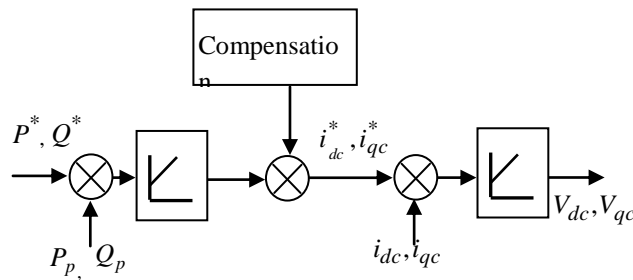 Compensatio
n
P*, Q*
i*dc, i*qc
Vdc, Vqc
Pp, Qp
idc, iqc